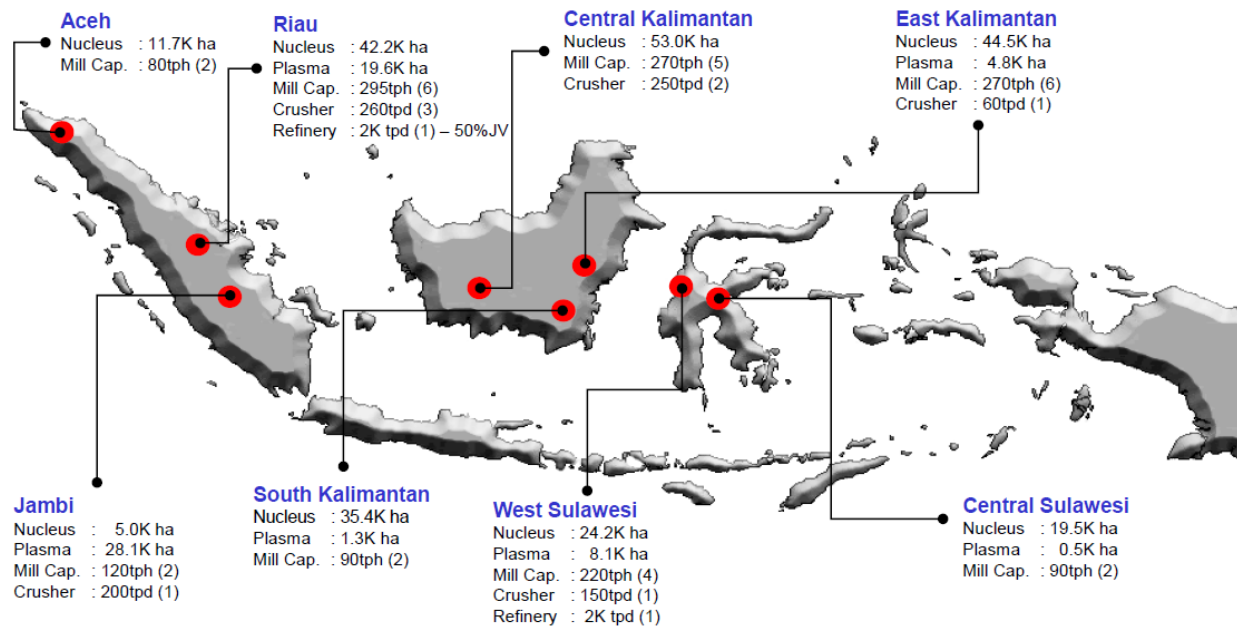 Aceh
Nucleus : 11.7K ha
Mill Cap. : 80tph (2)
Riau
Nucleus : 42.2K ha
Plasma : 19.6K ha
Mill Cap. : 295tph (6)
Crusher : 260tpd (3)
Refinery : 2K tpd (1) – 50%JV
Central Kalimantan
Nucleus : 53.0K ha
Mill Cap. : 270tph (5)
Crusher : 250tpd (2)
East Kalimantan
Nucleus : 44.5K ha
Plasma : 4.8K ha
Mill Cap. : 270tph (6)
Crusher : 60tpd (1)
Jambi
Nucleus : 5.0K ha
Plasma : 28.1K ha
Mill Cap. : 120tph (2)
Crusher : 200tpd (1)
South Kalimantan
Nucleus : 35.4K ha
Plasma : 1.3K ha
Mill Cap. : 90tph (2)
West Sulawesi
Nucleus : 24.2K ha
Plasma : 8.1K ha
Mill Cap. : 220tph (4)
Crusher : 150tpd (1)
Refinery : 2K tpd (1)
Central Sulawesi
Nucleus : 19.5K ha
Plasma : 0.5K ha
Mill Cap. : 90tph (2)